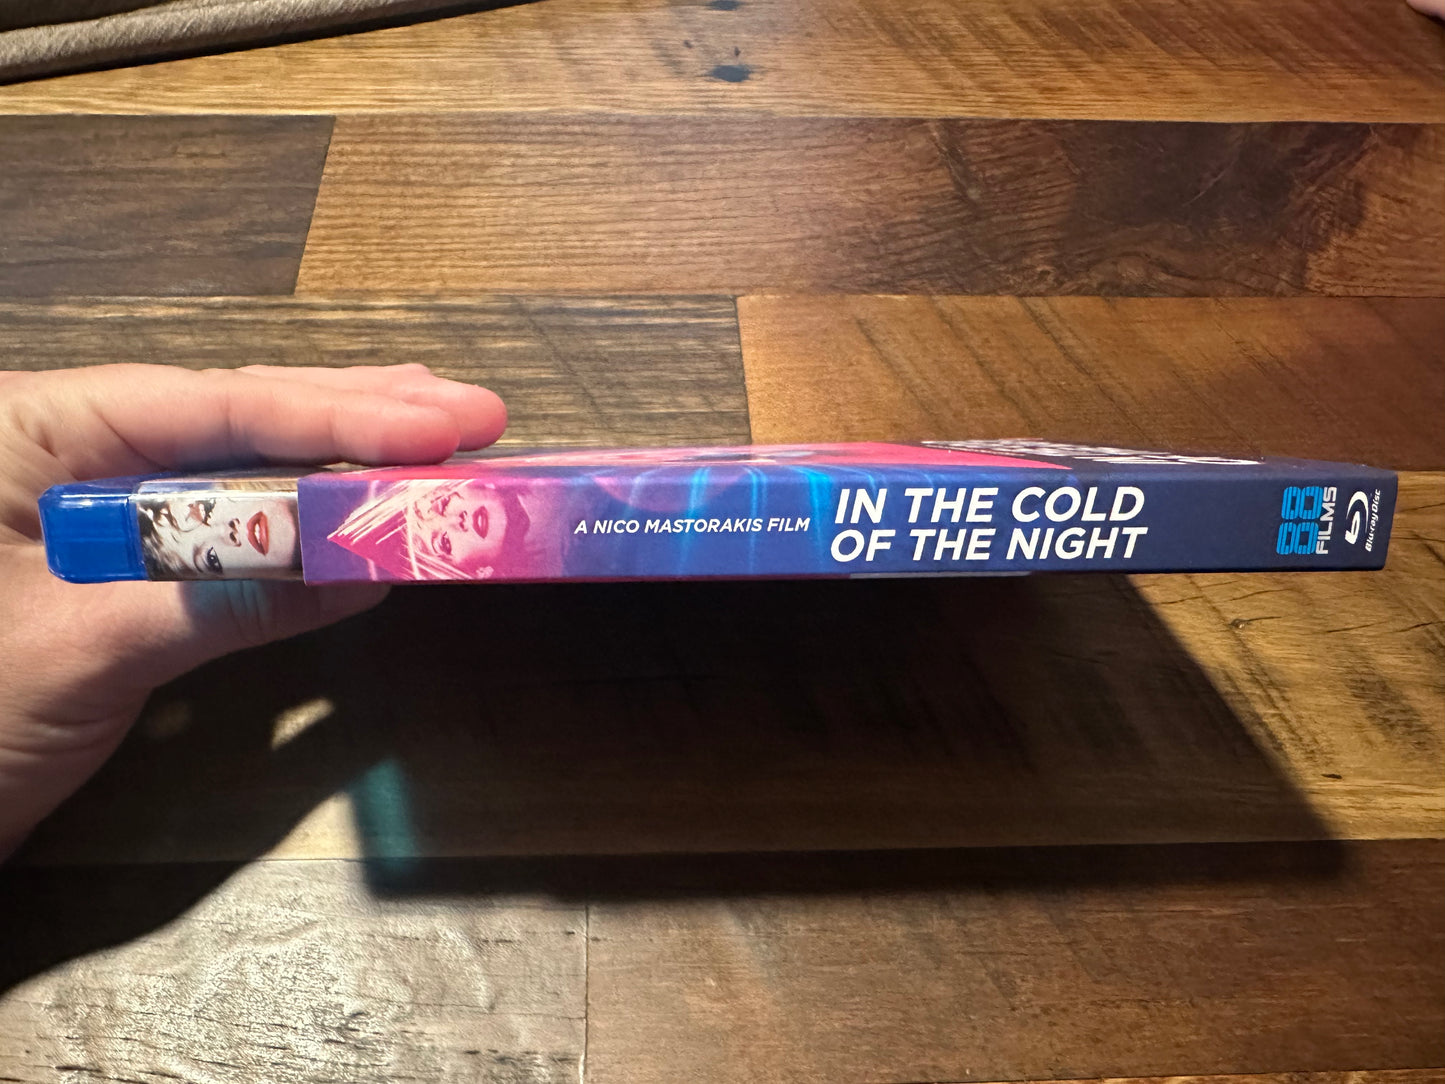 A NICO MASTORAKIS FILM
IN THE COLD
OF THE NIGHT
88
FILMS
Blu-ray Disc